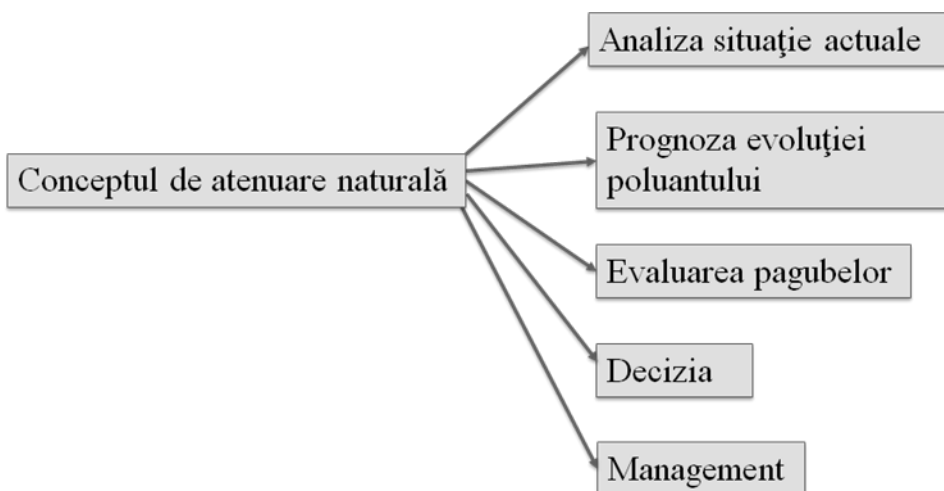 Analiza situaţie actuale
Prognoza evoluţiei
poluantului
Conceptul de atenuare naturală
Evaluarea pagubelor
Decizia
Management